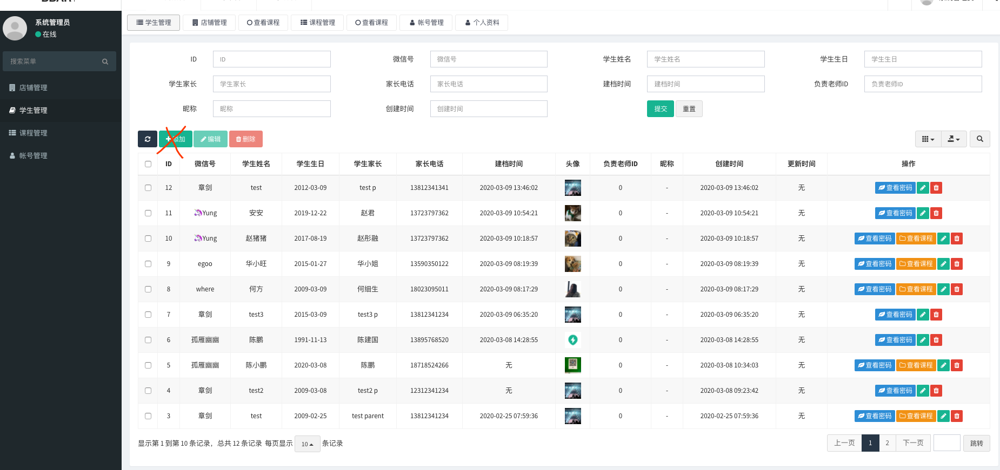 系统管理员
在线
搜索菜单
店铺管理
学生管理
课程管理
帐号管理
学生管理 店铺管理 查看课程 课程管理 查看课程 帐号管理 个人资料
ID ID 微信号 微信号 学生姓名 学生姓名 学生生日 学生生日
学生家长 学生家长 家长电话 家长电话 建档时间 建档时间 负责老师ID 负责老师ID
昵称 昵称 创建时间 创建时间 提交 重置
添加 编辑 删除
ID 微信号 学生姓名 学生生日 学生家长 家长电话 建档时间 头像 负责老师ID 昵称 创建时间 更新时间 操作
12 章剑 test 2012-03-09 test p 13812341341 2020-03-09 13:46:02 0 - 2020-03-09 13:46:02 无 查看密码
11 🦄Yung 安安 2019-12-22 赵君 13723797362 2020-03-09 10:54:21 0 - 2020-03-09 10:54:21 无 查看密码
10 🦄Yung 赵猪猪 2017-08-19 赵彤融 13723797362 2020-03-09 10:18:57 0 - 2020-03-09 10:18:57 无 查看密码 查看课程
9 egoo 华小旺 2015-01-27 华小姐 13590350122 2020-03-09 08:19:39 0 - 2020-03-09 08:19:39 无 查看密码 查看课程
8 where 何方 2009-03-09 何细生 18023095011 2020-03-09 08:17:29 0 - 2020-03-09 08:17:29 无 查看密码 查看课程
7 章剑 test3 2015-03-09 test3 p 13812341234 2020-03-09 06:35:20 0 - 2020-03-09 06:35:20 无 查看密码
6 孤雁幽幽 陈鹏 1991-11-13 陈建国 13895768520 2020-03-08 14:28:55 0 - 2020-03-08 14:28:55 无 查看密码
5 孤雁幽幽 陈小鹏 2020-03-08 陈鹏 18718524266 无 0 - 2020-03-08 10:34:03 无 查看密码 查看课程
4 章剑 test2 2009-03-08 test2 p 12312341234 无 0 - 2020-03-08 09:23:42 无 查看密码
3 章剑 test 2009-02-25 test parent 13812341234 2020-02-25 07:59:36 0 - 2020-02-25 07:59:36 无 查看密码 查看课程
显示第 1 到第 10 条记录，总共 12 条记录 每页显示 10 条记录 上一页 1 2 下一页 跳转